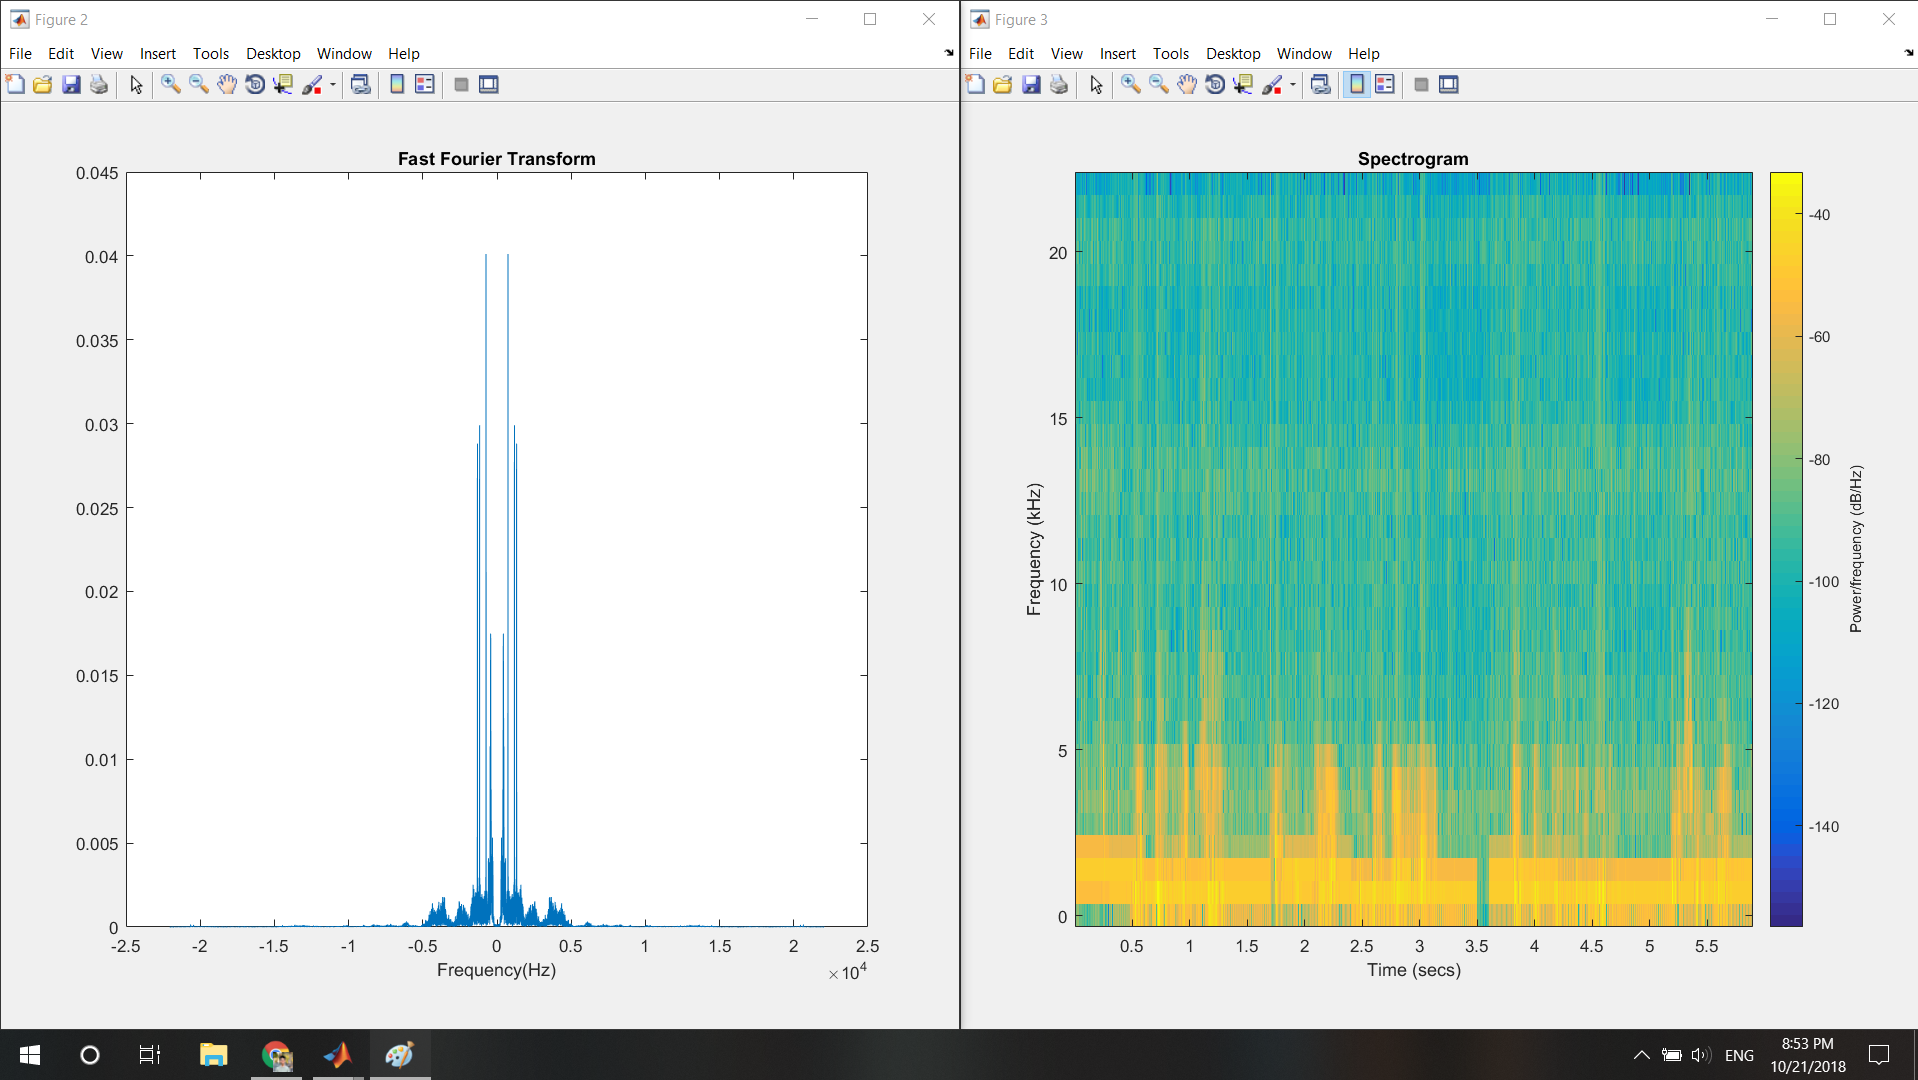 Figure 2
File Edit View Insert Tools Desktop Window Help
Fast Fourier Transform
0.045
0.04
0.035
0.03
0.025
0.02
0.015
0.01
0.005
0
-2.5 -2 -1.5 -1 -0.5 0 0.5 1 1.5 2 2.5
Frequency(Hz)
×10^4
Figure 3
File Edit View Insert Tools Desktop Window Help
Spectrogram
20
15
10
5
0
Frequency (kHz)
0.5 1 1.5 2 2.5 3 3.5 4 4.5 5 5.5
Time (secs)
-40
-60
-80
-100
-120
-140
Power/frequency (dB/Hz)
ENG
8:53 PM
10/21/2018